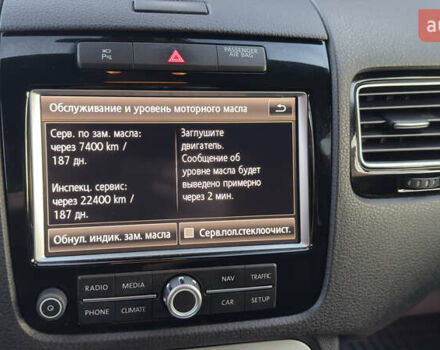 au
P
PASSENGER
AIR BAG
Обслуживание и уровень моторного масла
Серв. по зам. масла:
через 7400 km /
187 дн.
Инспекц. сервис:
через 22400 km /
187 дн.
Заглушите
двигатель.
Сообщение об
уровне масла будет
выведено примерно
через 2 мин.
Обнул. индик. зам. масла
Серв.пол.стеклоочист.
RADIO
MEDIA
NAV
TRAFFIC
PHONE
CLIMATE
CAR
SETUP